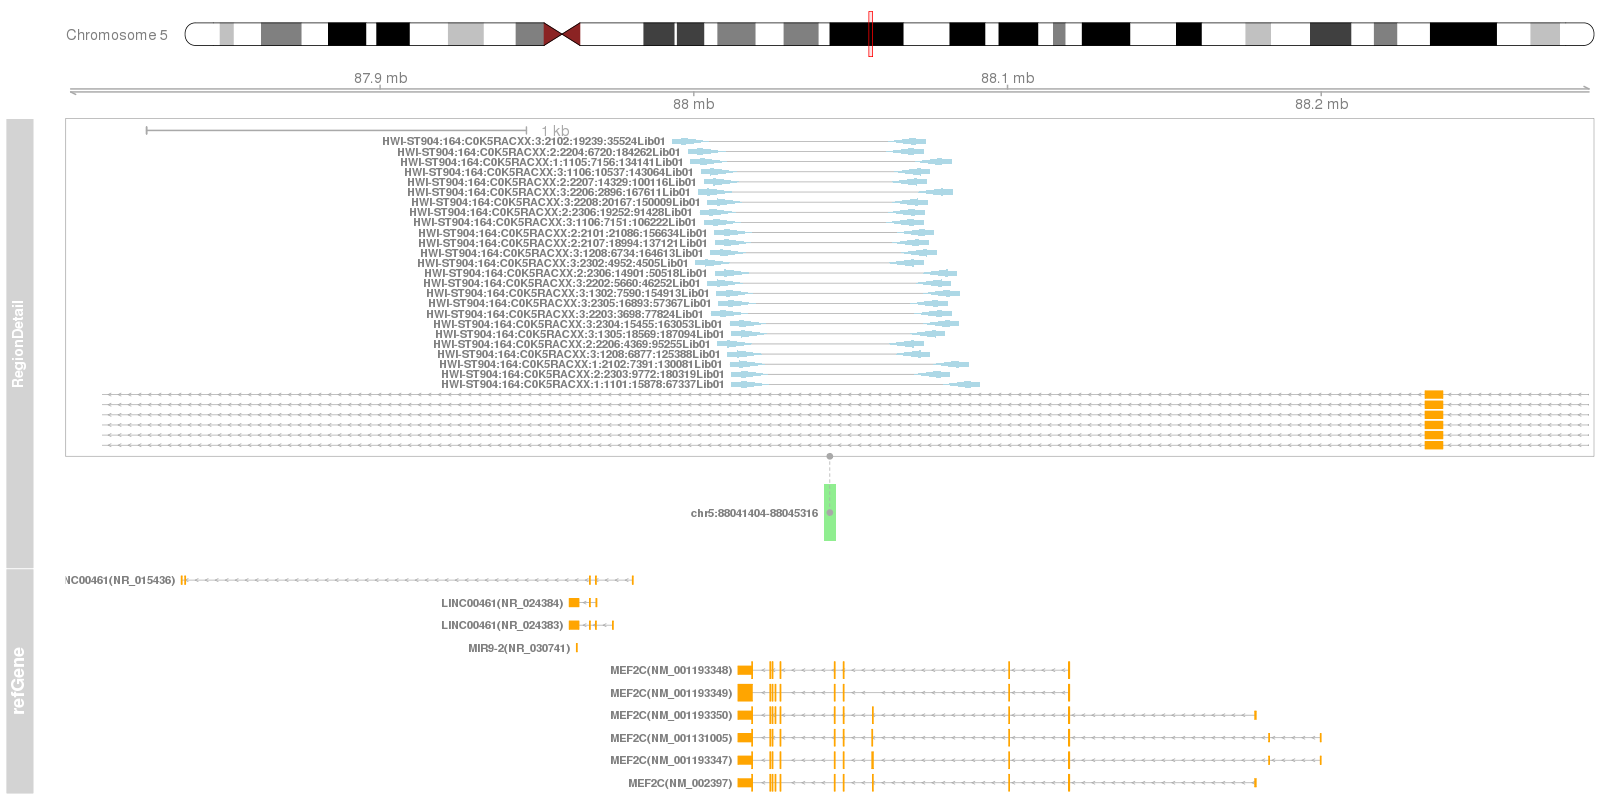 Chromosome 5
87.9 mb
88.1 mb
88 mb
88.2 mb
1 kb
HWI-ST904:164:C0K5RACXX:3:2102:19239:35524Lib01
HWI-ST904:164:C0K5RACXX:2:2204:6720:184262Lib01
HWI-ST904:164:C0K5RACXX:1:1105:7156:134141Lib01
HWI-ST904:164:C0K5RACXX:3:1106:10537:143064Lib01
HWI-ST904:164:C0K5RACXX:2:2207:14329:100116Lib01
HWI-ST904:164:C0K5RACXX:3:2206:2896:167611Lib01
HWI-ST904:164:C0K5RACXX:3:2208:20167:150009Lib01
HWI-ST904:164:C0K5RACXX:2:2306:19252:91428Lib01
HWI-ST904:164:C0K5RACXX:3:1106:7151:106222Lib01
HWI-ST904:164:C0K5RACXX:2:2101:21086:156634Lib01
HWI-ST904:164:C0K5RACXX:2:2107:18994:137121Lib01
HWI-ST904:164:C0K5RACXX:3:1208:6734:164613Lib01
HWI-ST904:164:C0K5RACXX:3:2302:4952:4505Lib01
HWI-ST904:164:C0K5RACXX:2:2306:14901:50518Lib01
HWI-ST904:164:C0K5RACXX:3:2202:5660:46252Lib01
HWI-ST904:164:C0K5RACXX:3:1302:7590:154913Lib01
HWI-ST904:164:C0K5RACXX:3:2305:16893:57367Lib01
HWI-ST904:164:C0K5RACXX:3:2203:3698:77824Lib01
HWI-ST904:164:C0K5RACXX:3:2304:15455:163053Lib01
HWI-ST904:164:C0K5RACXX:3:1305:18569:187094Lib01
HWI-ST904:164:C0K5RACXX:2:2206:4369:95255Lib01
HWI-ST904:164:C0K5RACXX:3:1208:6877:125388Lib01
HWI-ST904:164:C0K5RACXX:1:2102:7391:130081Lib01
HWI-ST904:164:C0K5RACXX:2:2303:9772:180319Lib01
HWI-ST904:164:C0K5RACXX:1:1101:15878:67337Lib01
RegionDetail
chr5:88041404-88045316
NC00461(NR_015436)
LINC00461(NR_024384)
LINC00461(NR_024383)
MIR9-2(NR_030741)
MEF2C(NM_001193348)
MEF2C(NM_001193349)
MEF2C(NM_001193350)
MEF2C(NM_001131005)
MEF2C(NM_001193347)
MEF2C(NM_002397)
refGene